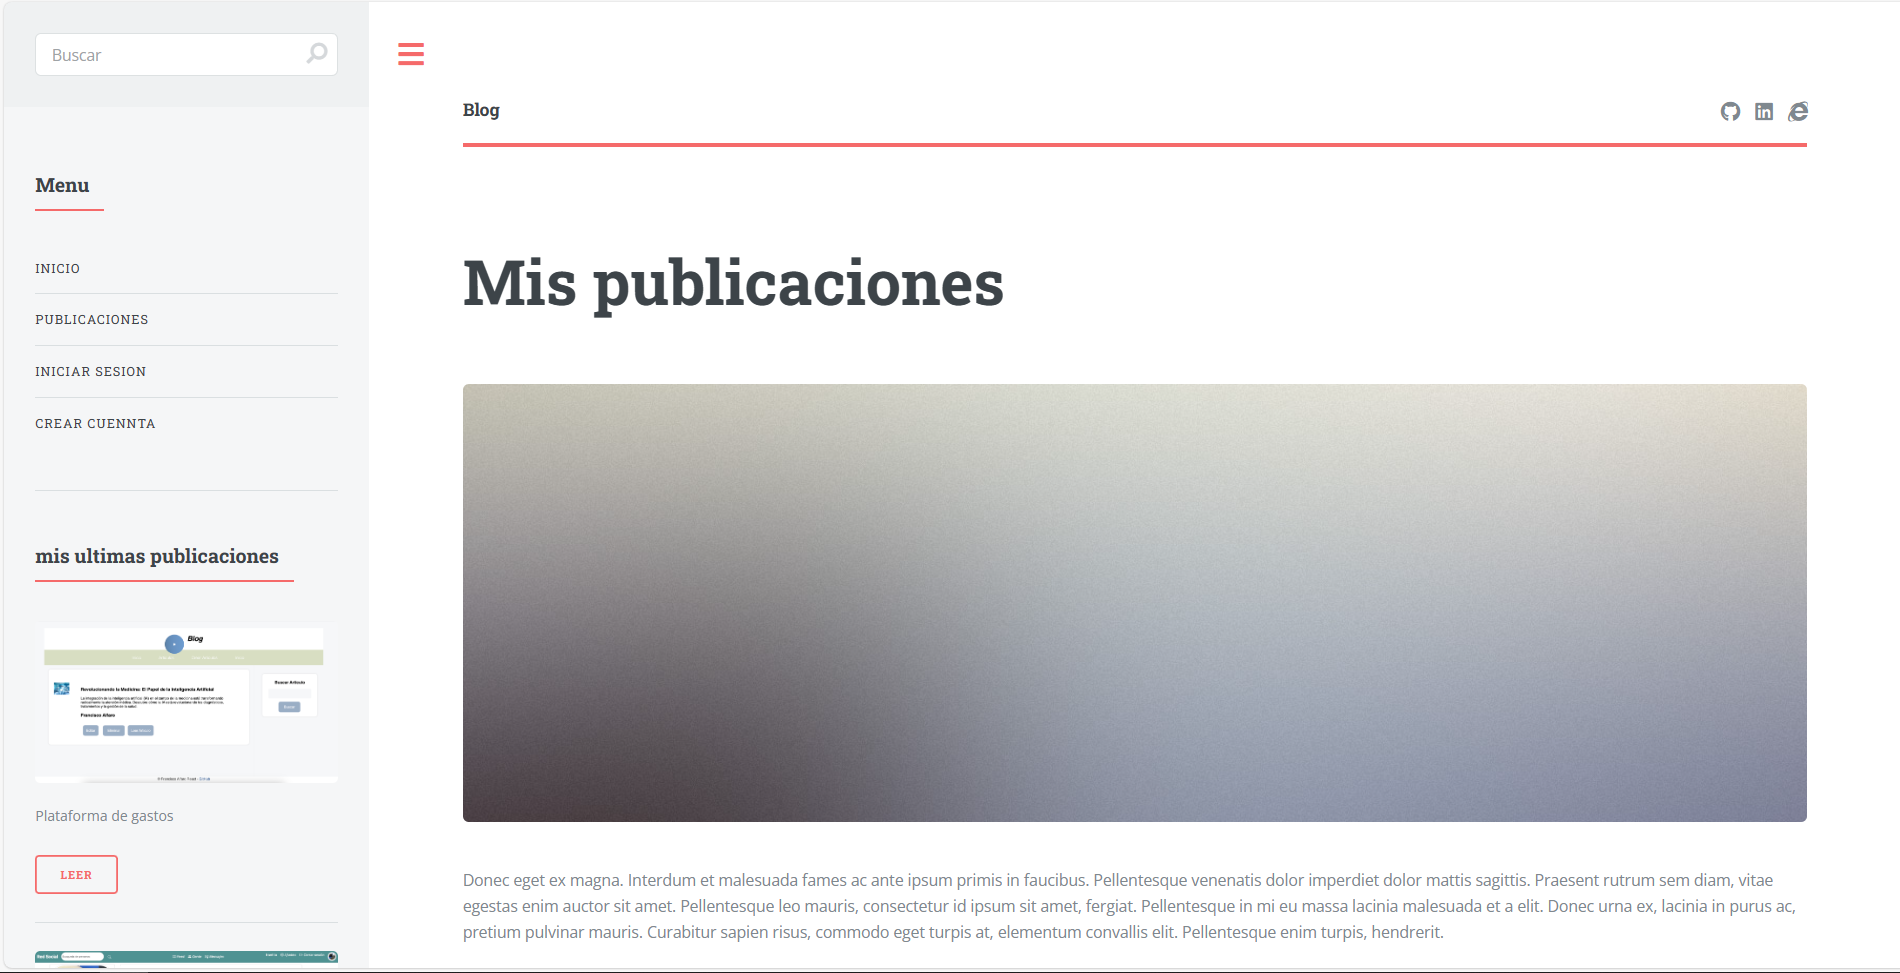 Buscar
Menu
INICIO
PUBLICACIONES
INICIAR SESION
CREAR CUENNTA
mis ultimas publicaciones
Blog
Revolucionando la Medicina: El Papel de la Inteligencia Artificial
Buscar Artículo
Francisco Alfaro
Plataforma de gastos
LEER
Red Social
Blog
Mis publicaciones
Donec eget ex magna. Interdum et malesuada fames ac ante ipsum primis in faucibus. Pellentesque venenatis dolor imperdiet dolor mattis sagittis. Praesent rutrum sem diam, vitae
egestas enim auctor sit amet. Pellentesque leo mauris, consectetur id ipsum sit amet, fergiat. Pellentesque in mi eu massa lacinia malesuada et a elit. Donec urna ex, lacinia in purus ac,
pretium pulvinar mauris. Curabitur sapien risus, commodo eget turpis at, elementum convallis elit. Pellentesque enim turpis, hendrerit.